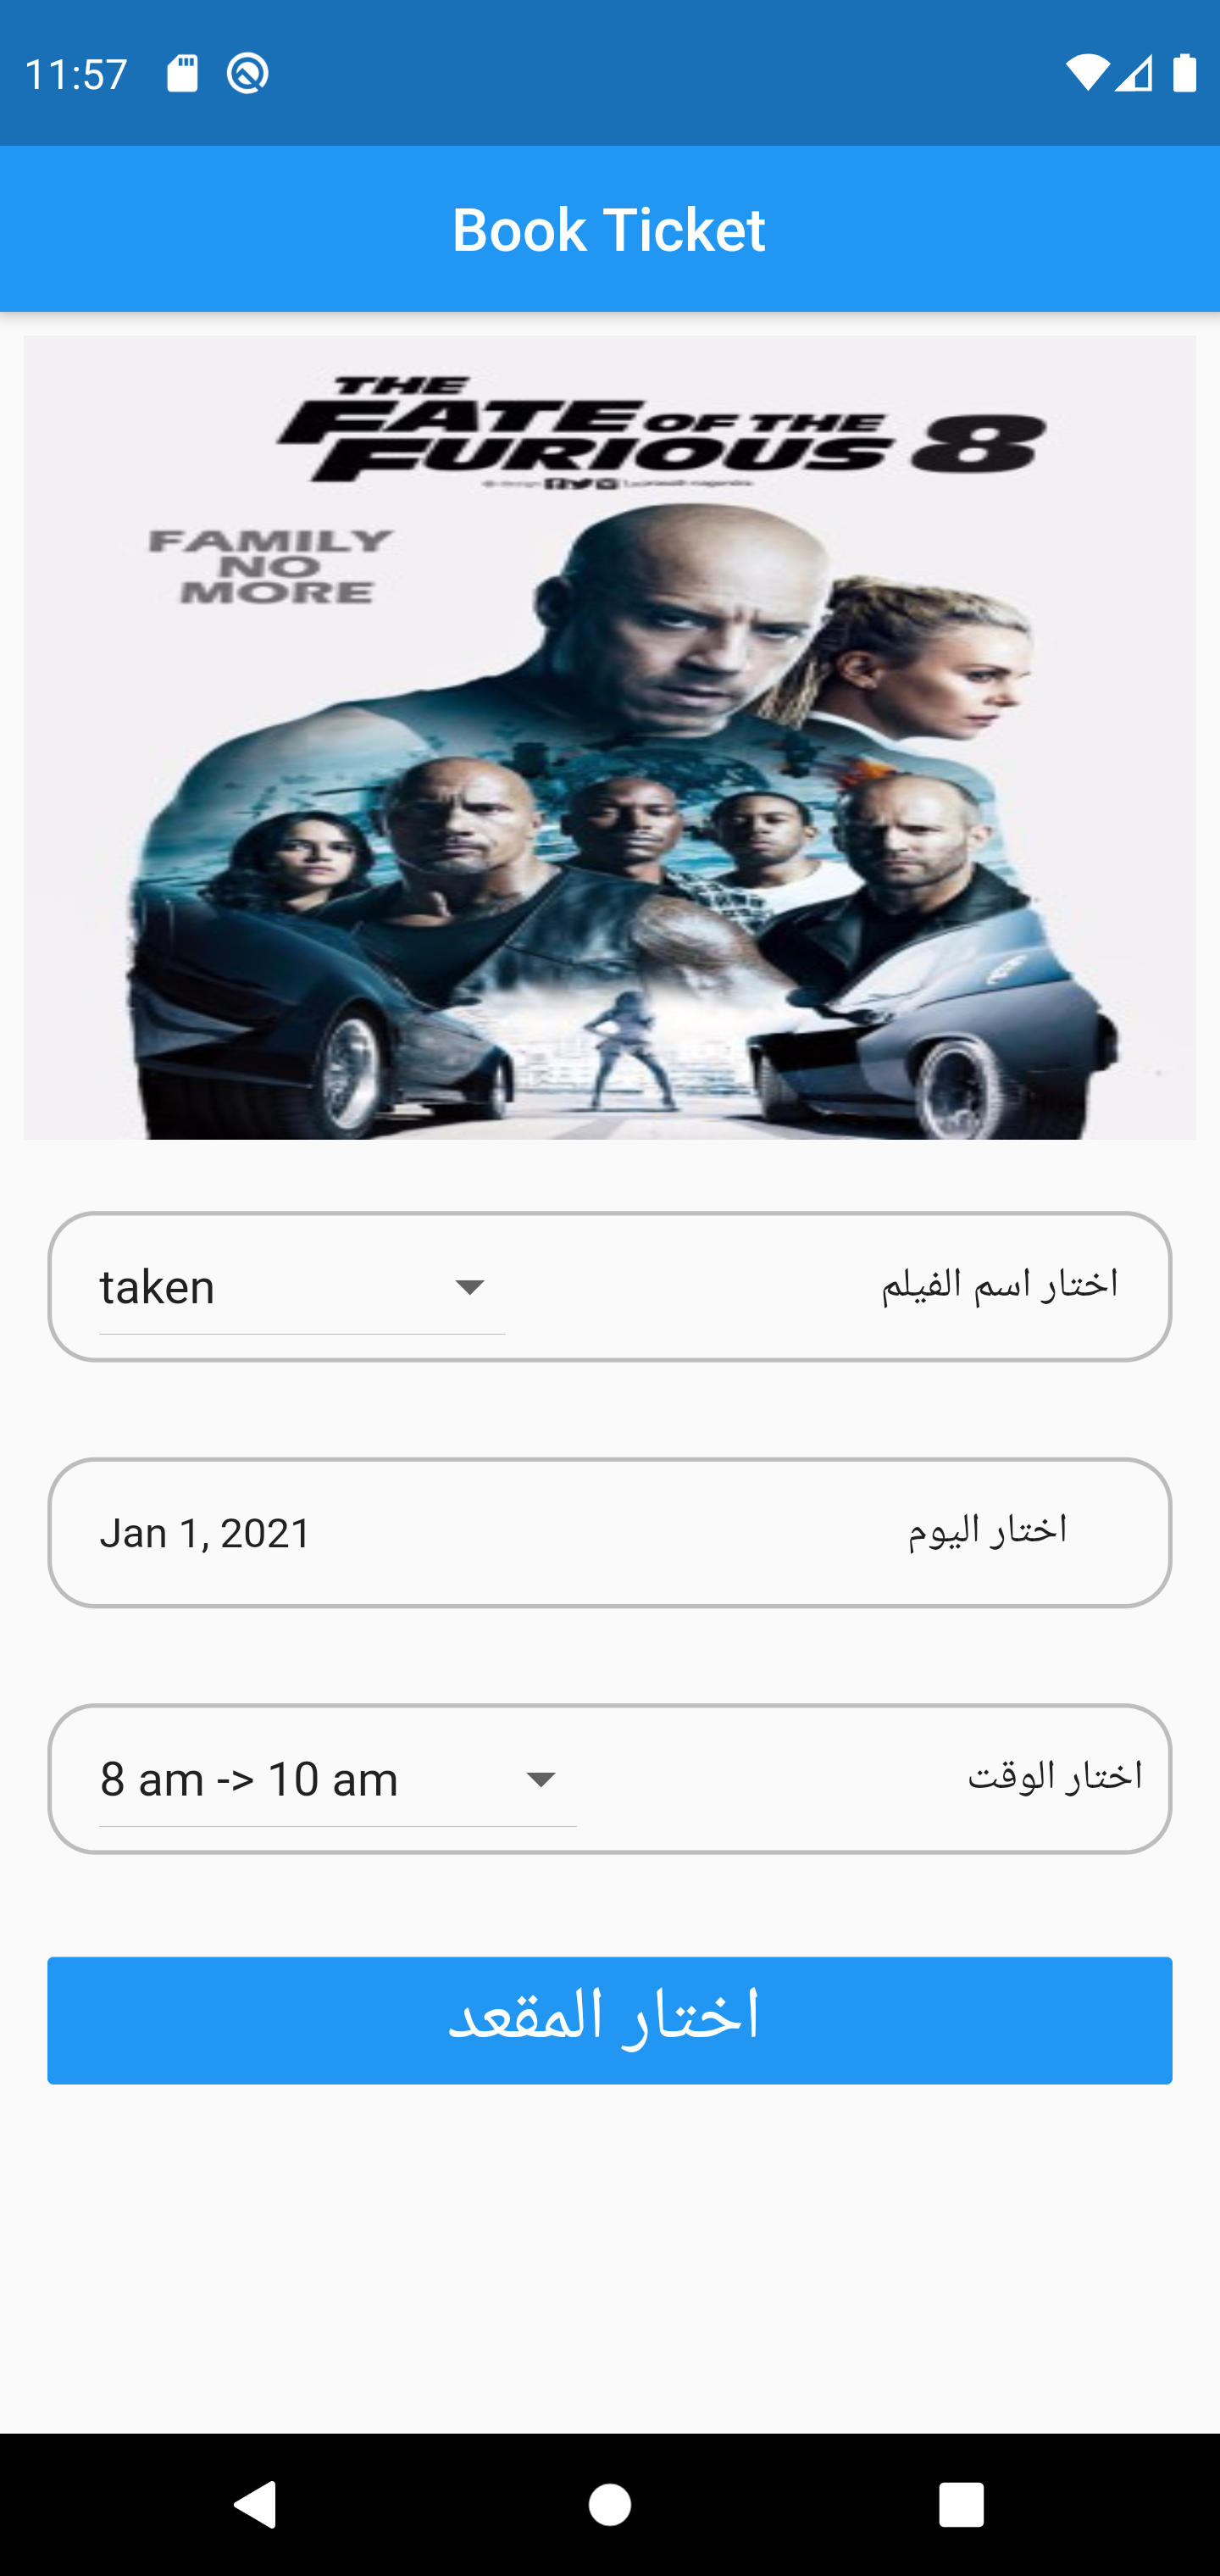 11:57
Book Ticket
THE
FATE OF THE
FURIOUS 8
FAMILY
NO
MORE
taken
اختار اسم الفيلم
Jan 1, 2021
اختار اليوم
8 am -> 10 am
اختار الوقت
اختار المقعد